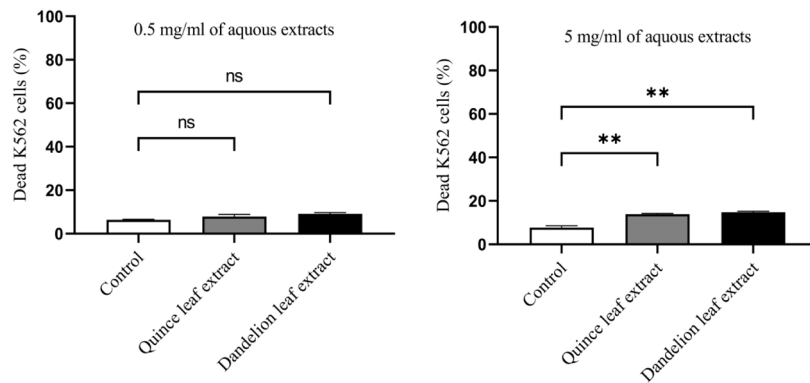 0.5 mg/ml of aquous extracts
Dead K562 cells (%)
100
80
60
40
20
0
ns
ns
Control
Quince leaf extract
Dandelion leaf extract
5 mg/ml of aquous extracts
Dead K562 cells (%)
100
80
60
40
20
0
**
**
Control
Quince leaf extract
Dandelion leaf extract